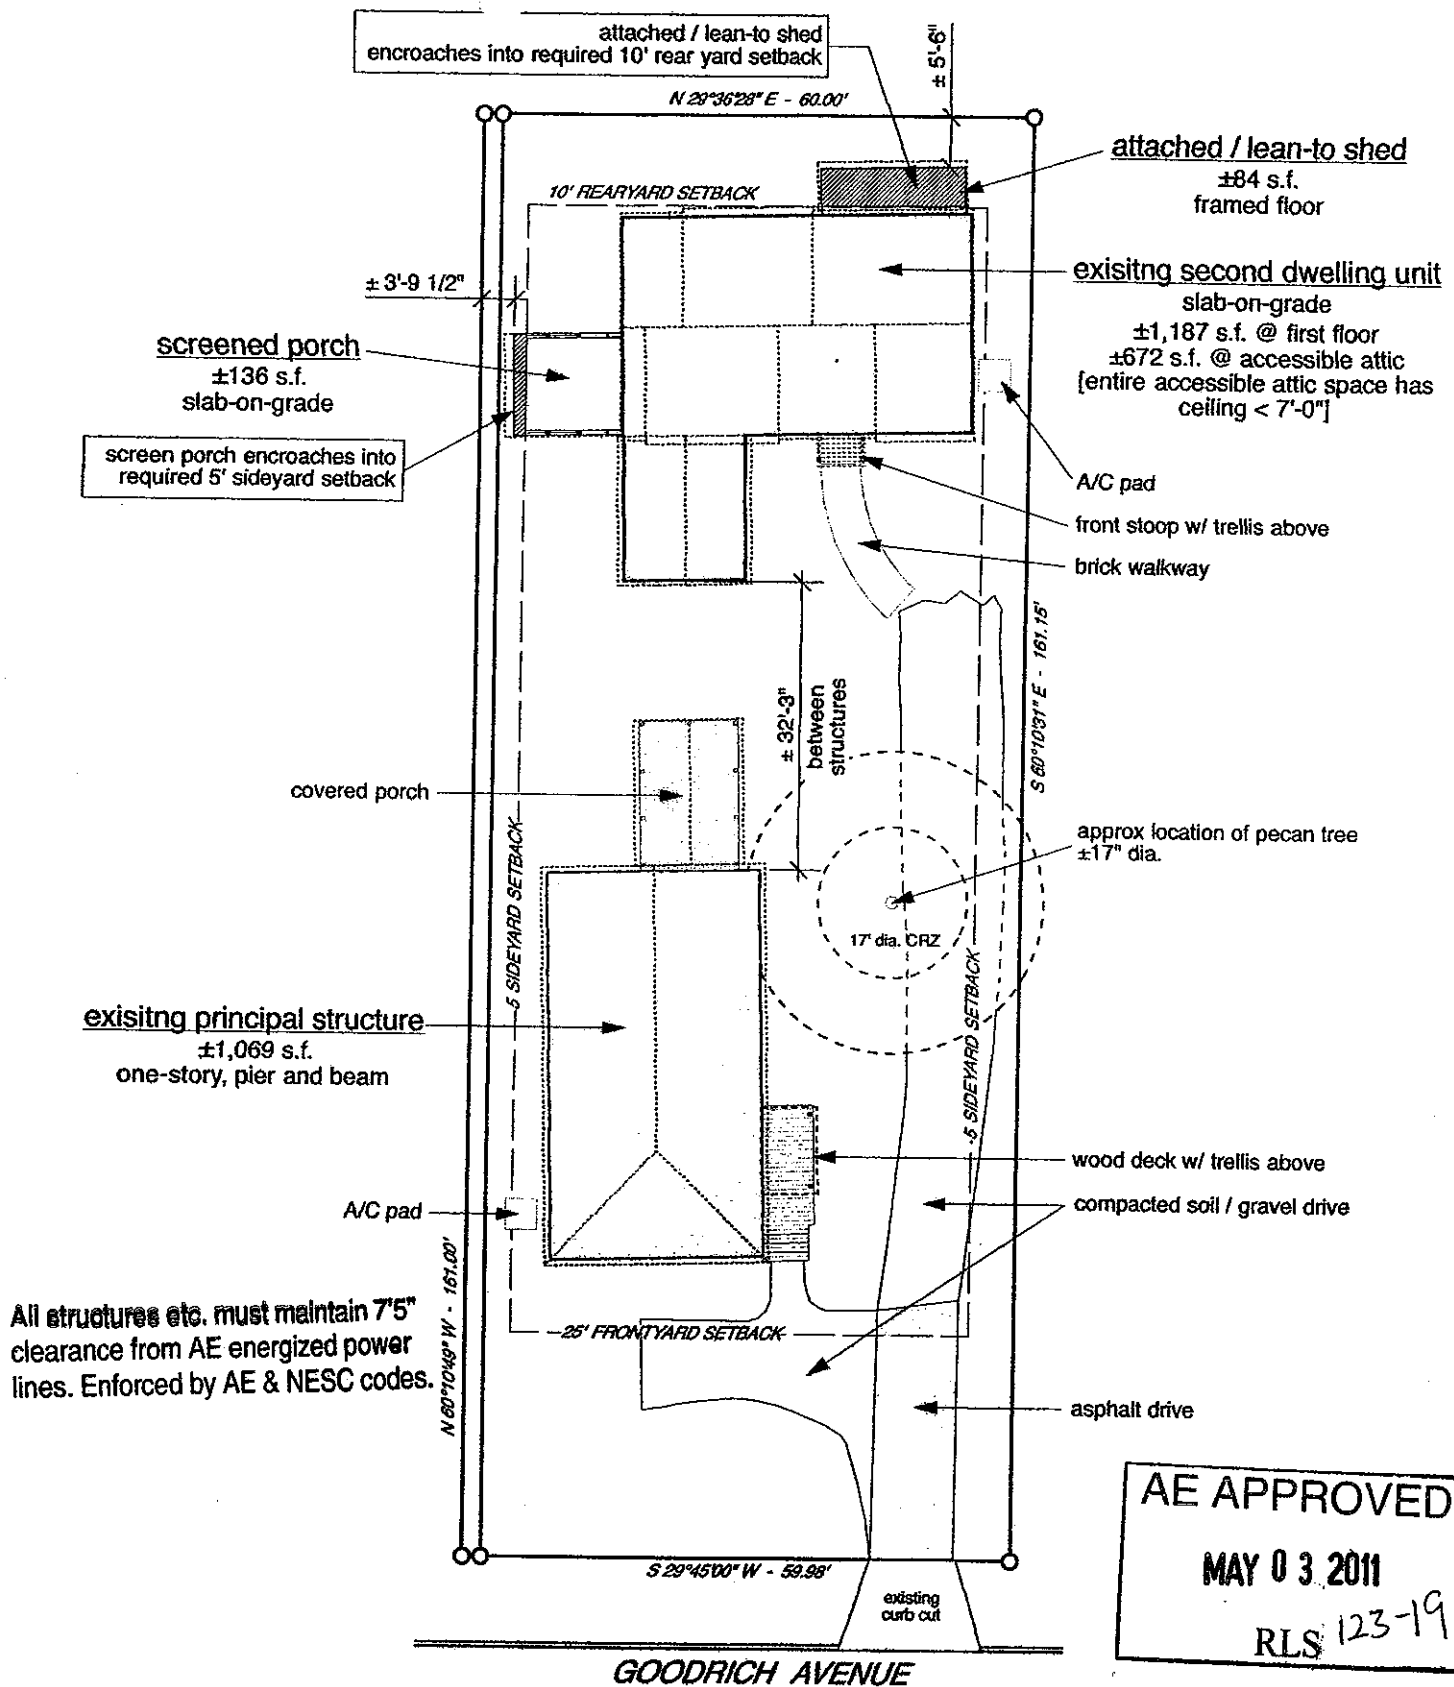 attached / lean-to shed
encroaches into required 10' rear yard setback
± 5'-6"
N 29°36'28" E - 60.00'
attached / lean-to shed
±84 s.f.
framed floor
10' REARYARD SETBACK
± 3'-9 1/2"
exisitng second dwelling unit
slab-on-grade
±1,187 s.f. @ first floor
±672 s.f. @ accessible attic
[entire accessible attic space has
ceiling < 7'-0"]
screened porch
±136 s.f.
slab-on-grade
screen porch encroaches into
required 5' sideyard setback
A/C pad
front stoop w/ trellis above
brick walkway
S 60°10'31" E - 161.15'
± 32'-3"
between
structures
covered porch
approx location of pecan tree
±17" dia.
17' dia. CRZ
5 SIDEYARD SETBACK
5 SIDEYARD SETBACK
exisitng principal structure
±1,069 s.f.
one-story, pier and beam
wood deck w/ trellis above
compacted soil / gravel drive
A/C pad
N 60°10'49" W - 161.00'
All structures etc. must maintain 7'5"
clearance from AE energized power
lines. Enforced by AE & NESC codes.
25' FRONTYARD SETBACK
asphalt drive
AE APPROVED
MAY 03 2011
RLS 123-19
S 29°45'00" W - 59.98'
existing
curb cut
GOODRICH AVENUE